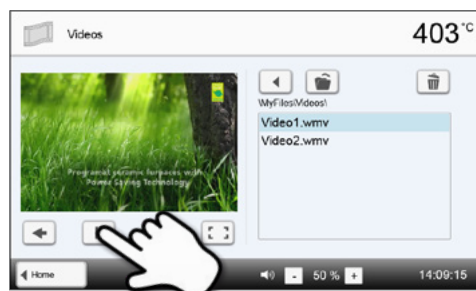 Videos
403°C
\MyFiles\Videos\
Video1.wmv
Video2.wmv
Programat ceramic furnaces with
Power Saving Technology
Home
- 50 % +
14:09:15